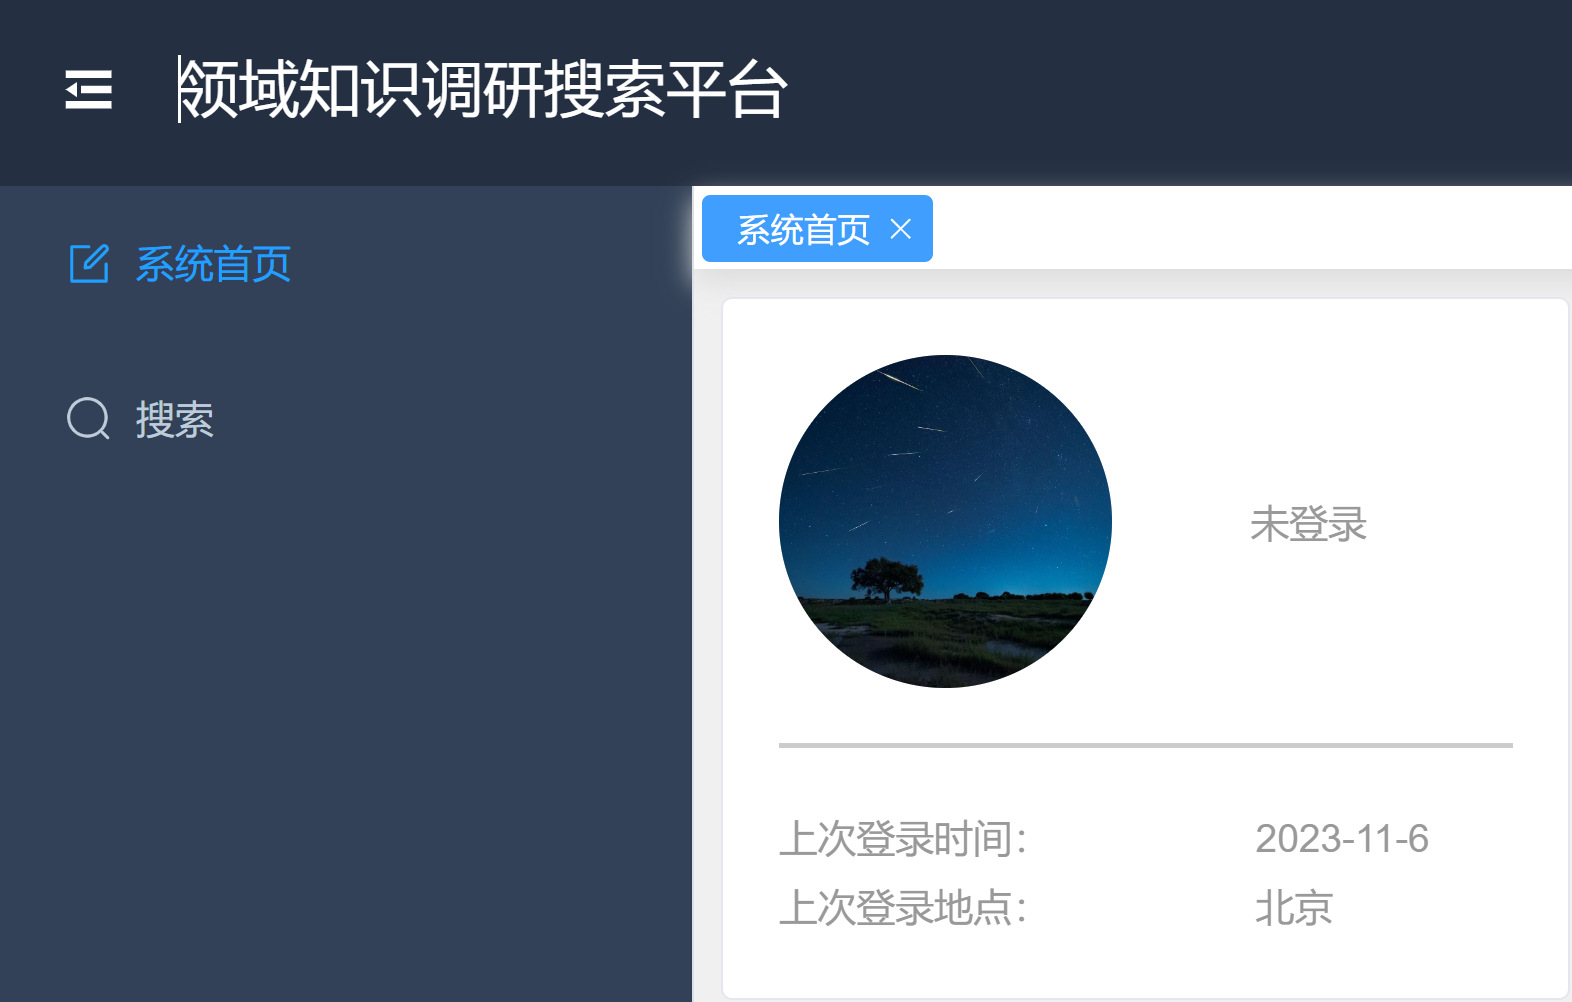 领域知识调研搜索平台
系统首页
搜索
系统首页
未登录
上次登录时间： 2023-11-6
上次登录地点： 北京